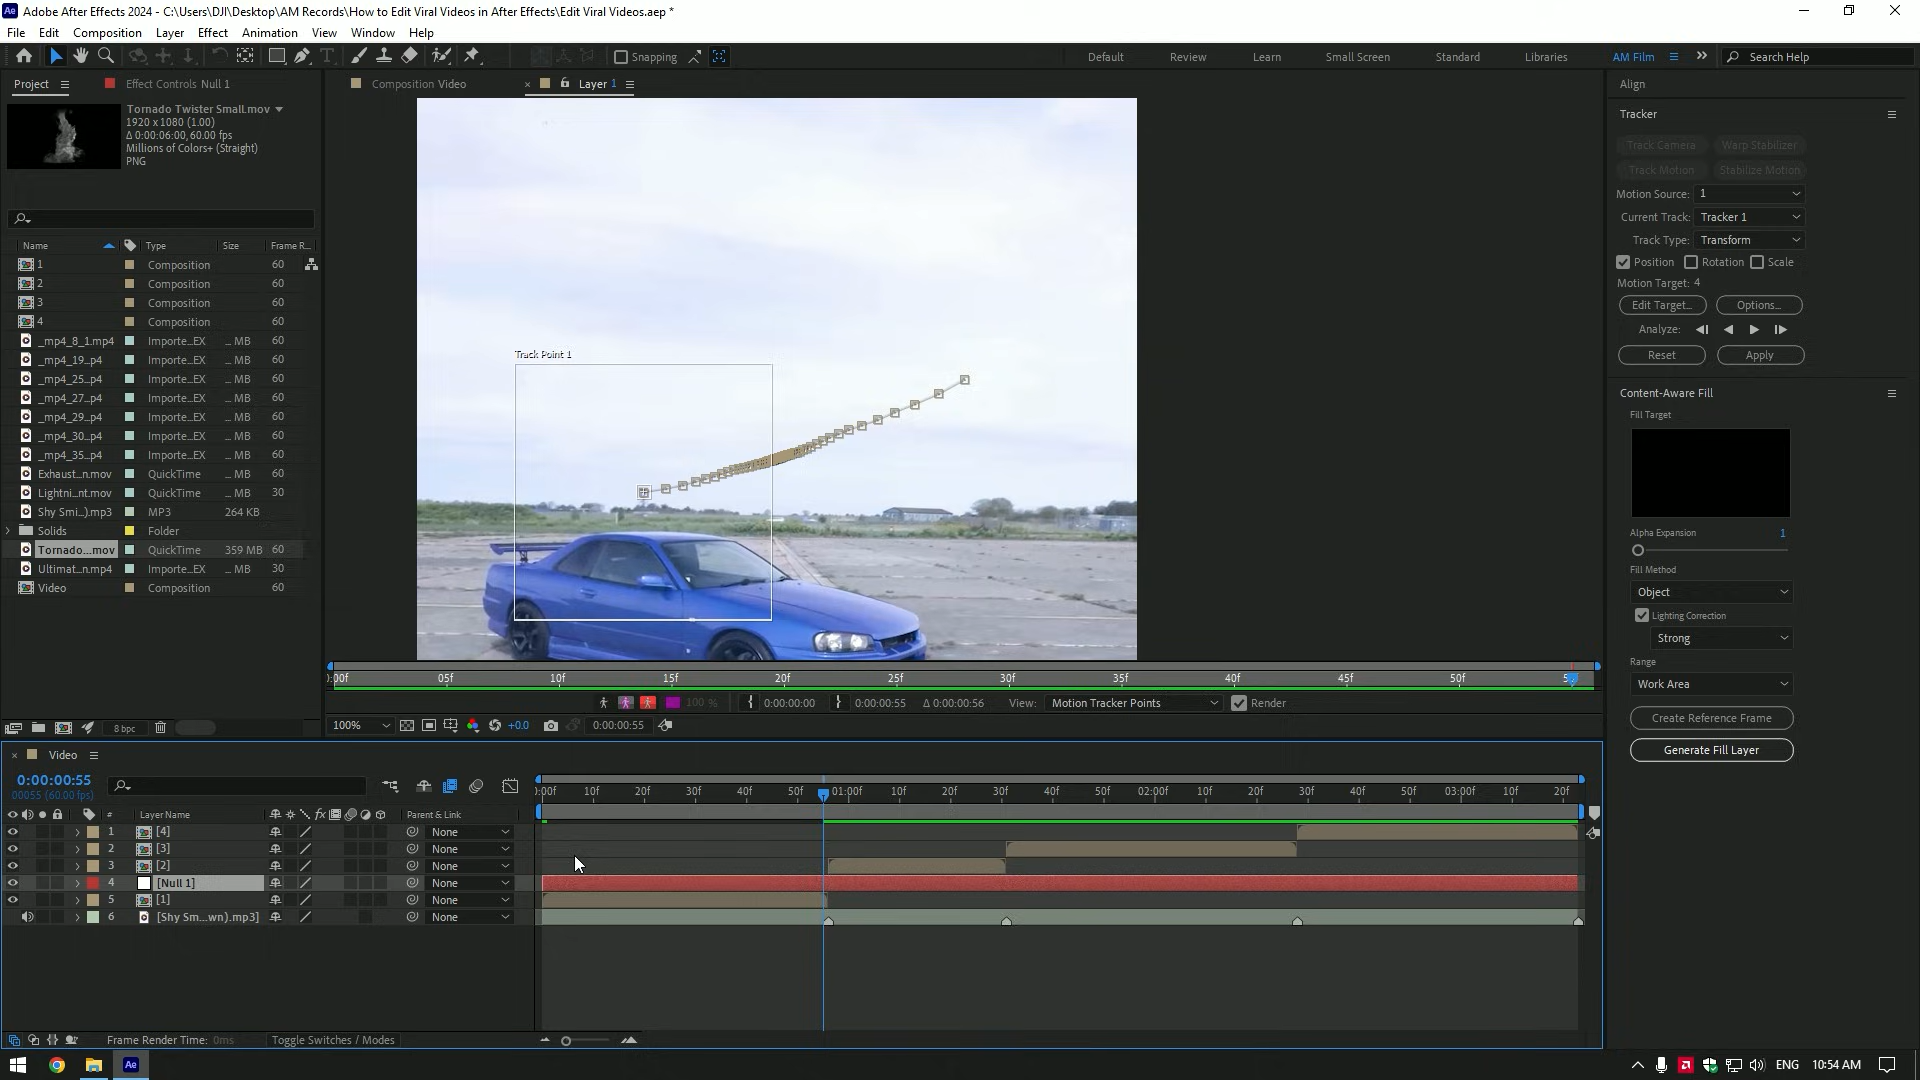 Adobe After Effects 2024 - C:\Users\DJI\Desktop\AM Records\How to Edit Viral Videos in After Effects\Edit Viral Videos.aep *
File Edit Composition Layer Effect Animation View Window Help
Snapping
Default Review Learn Small Screen Standard Libraries AM Film Search Help
Project Effect Controls Null 1
Tornado Twister Small.mov
1920 x 1080 (1.00)
Δ 0:00:06:00, 60.00 fps
Millions of Colors+ (Straight)
PNG
Name Type Size Frame R...
1 Composition 60
2 Composition 60
3 Composition 60
4 Composition 60
_mp4_8_1.mp4 Importe...EX ... MB 60
_mp4_19...p4 Importe...EX ... MB 60
_mp4_25...p4 Importe...EX ... MB 60
_mp4_27...p4 Importe...EX ... MB 60
_mp4_29...p4 Importe...EX ... MB 60
_mp4_30...p4 Importe...EX ... MB 60
_mp4_35...p4 Importe...EX ... MB 60
Exhaust...n.mov QuickTime ... MB 60
Lightni...nt.mov QuickTime ... MB 30
Shy Smi...).mp3 MP3 264 KB
Solids Folder
Tornado...mov QuickTime 359 MB 60
Ultimat...n.mp4 Importe...EX ... MB 30
Video Composition 60
8 bpc
Composition Video
Layer 1
Track Point 1
):00f 05f 10f 15f 20f 25f 30f 35f 40f 45f 50f
100 % 0:00:00:00 0:00:00:55 Δ 0:00:00:56 View: Motion Tracker Points Render
100% +0.0 0:00:00:55
Align
Tracker
Track Camera Warp Stabilizer
Track Motion Stabilize Motion
Motion Source: 1
Current Track: Tracker 1
Track Type: Transform
Position Rotation Scale
Motion Target: 4
Edit Target... Options...
Analyze:
Reset Apply
Content-Aware Fill
Fill Target
Alpha Expansion 1
Fill Method
Object
Lighting Correction
Strong
Range
Work Area
Create Reference Frame
Generate Fill Layer
Video
0:00:00:55
00055 (60.00 fps)
):00f 10f 20f 30f 40f 50f 01:00f 10f 20f 30f 40f 50f 02:00f 10f 20f 30f 40f 50f 03:00f 10f 20f
# Layer Name fx Parent & Link
1 [4] None
2 [3] None
3 [2] None
4 [Null 1] None
5 [1] None
6 [Shy Sm...wn).mp3] None
Frame Render Time: 0ms Toggle Switches / Modes
Ae ENG 10:54 AM